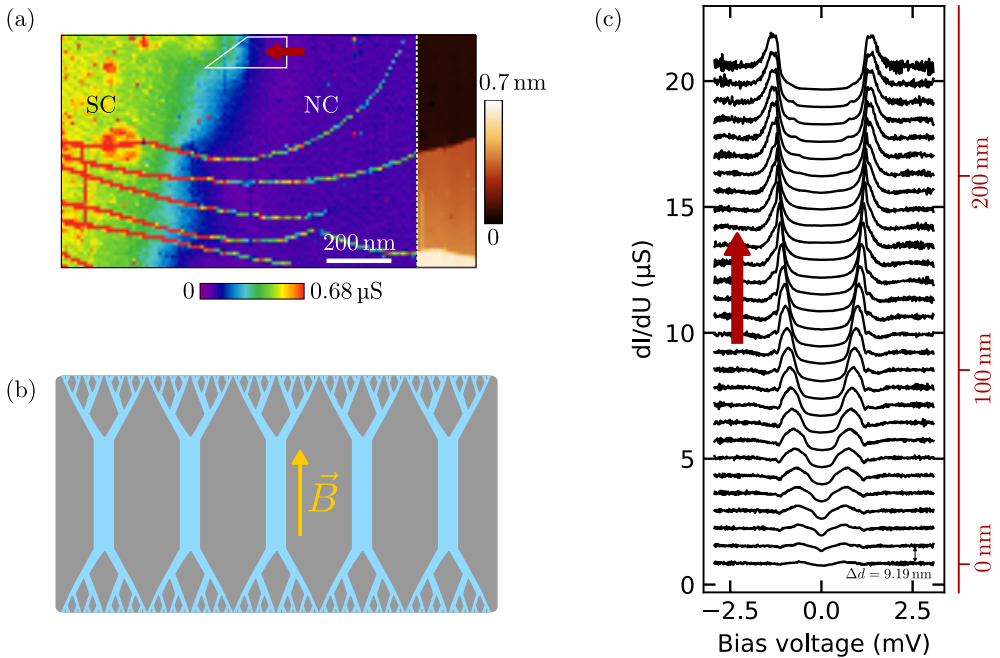 (a)
SC
NC
200 nm
0.7 nm
0
0
0.68 µS
(b)
B⃗
(c)
dI/dU (µS)
20
15
10
5
0
−2.5
0.0
2.5
Bias voltage (mV)
Δd = 9.19 nm
200 nm
100 nm
0 nm